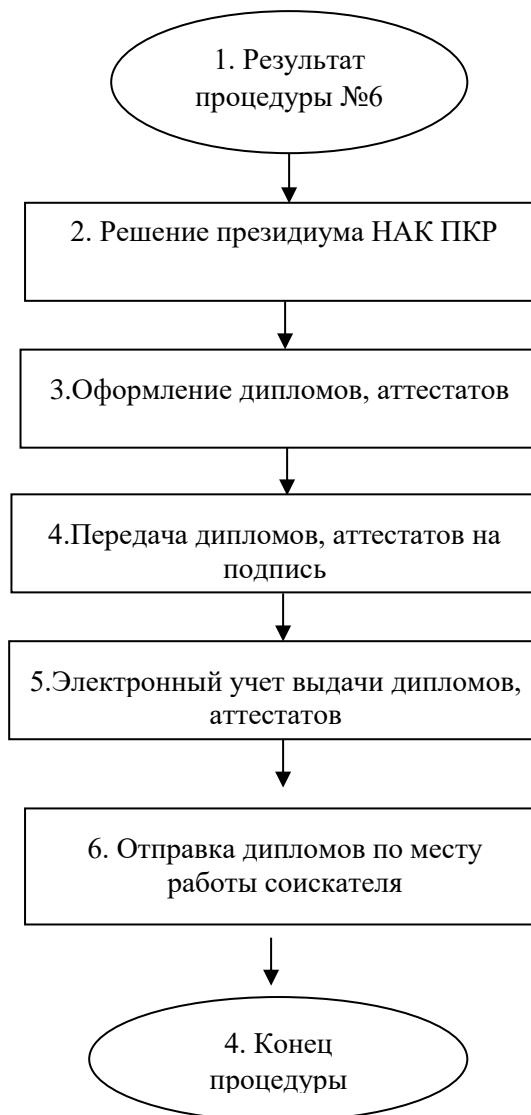 1. Результат
процедуры №6
2. Решение президиума НАК ПКР
3.Оформление дипломов, аттестатов
4.Передача дипломов, аттестатов на
подпись
5.Электронный учет выдачи дипломов,
аттестатов
6. Отправка дипломов по месту
работы соискателя
4. Конец
процедуры